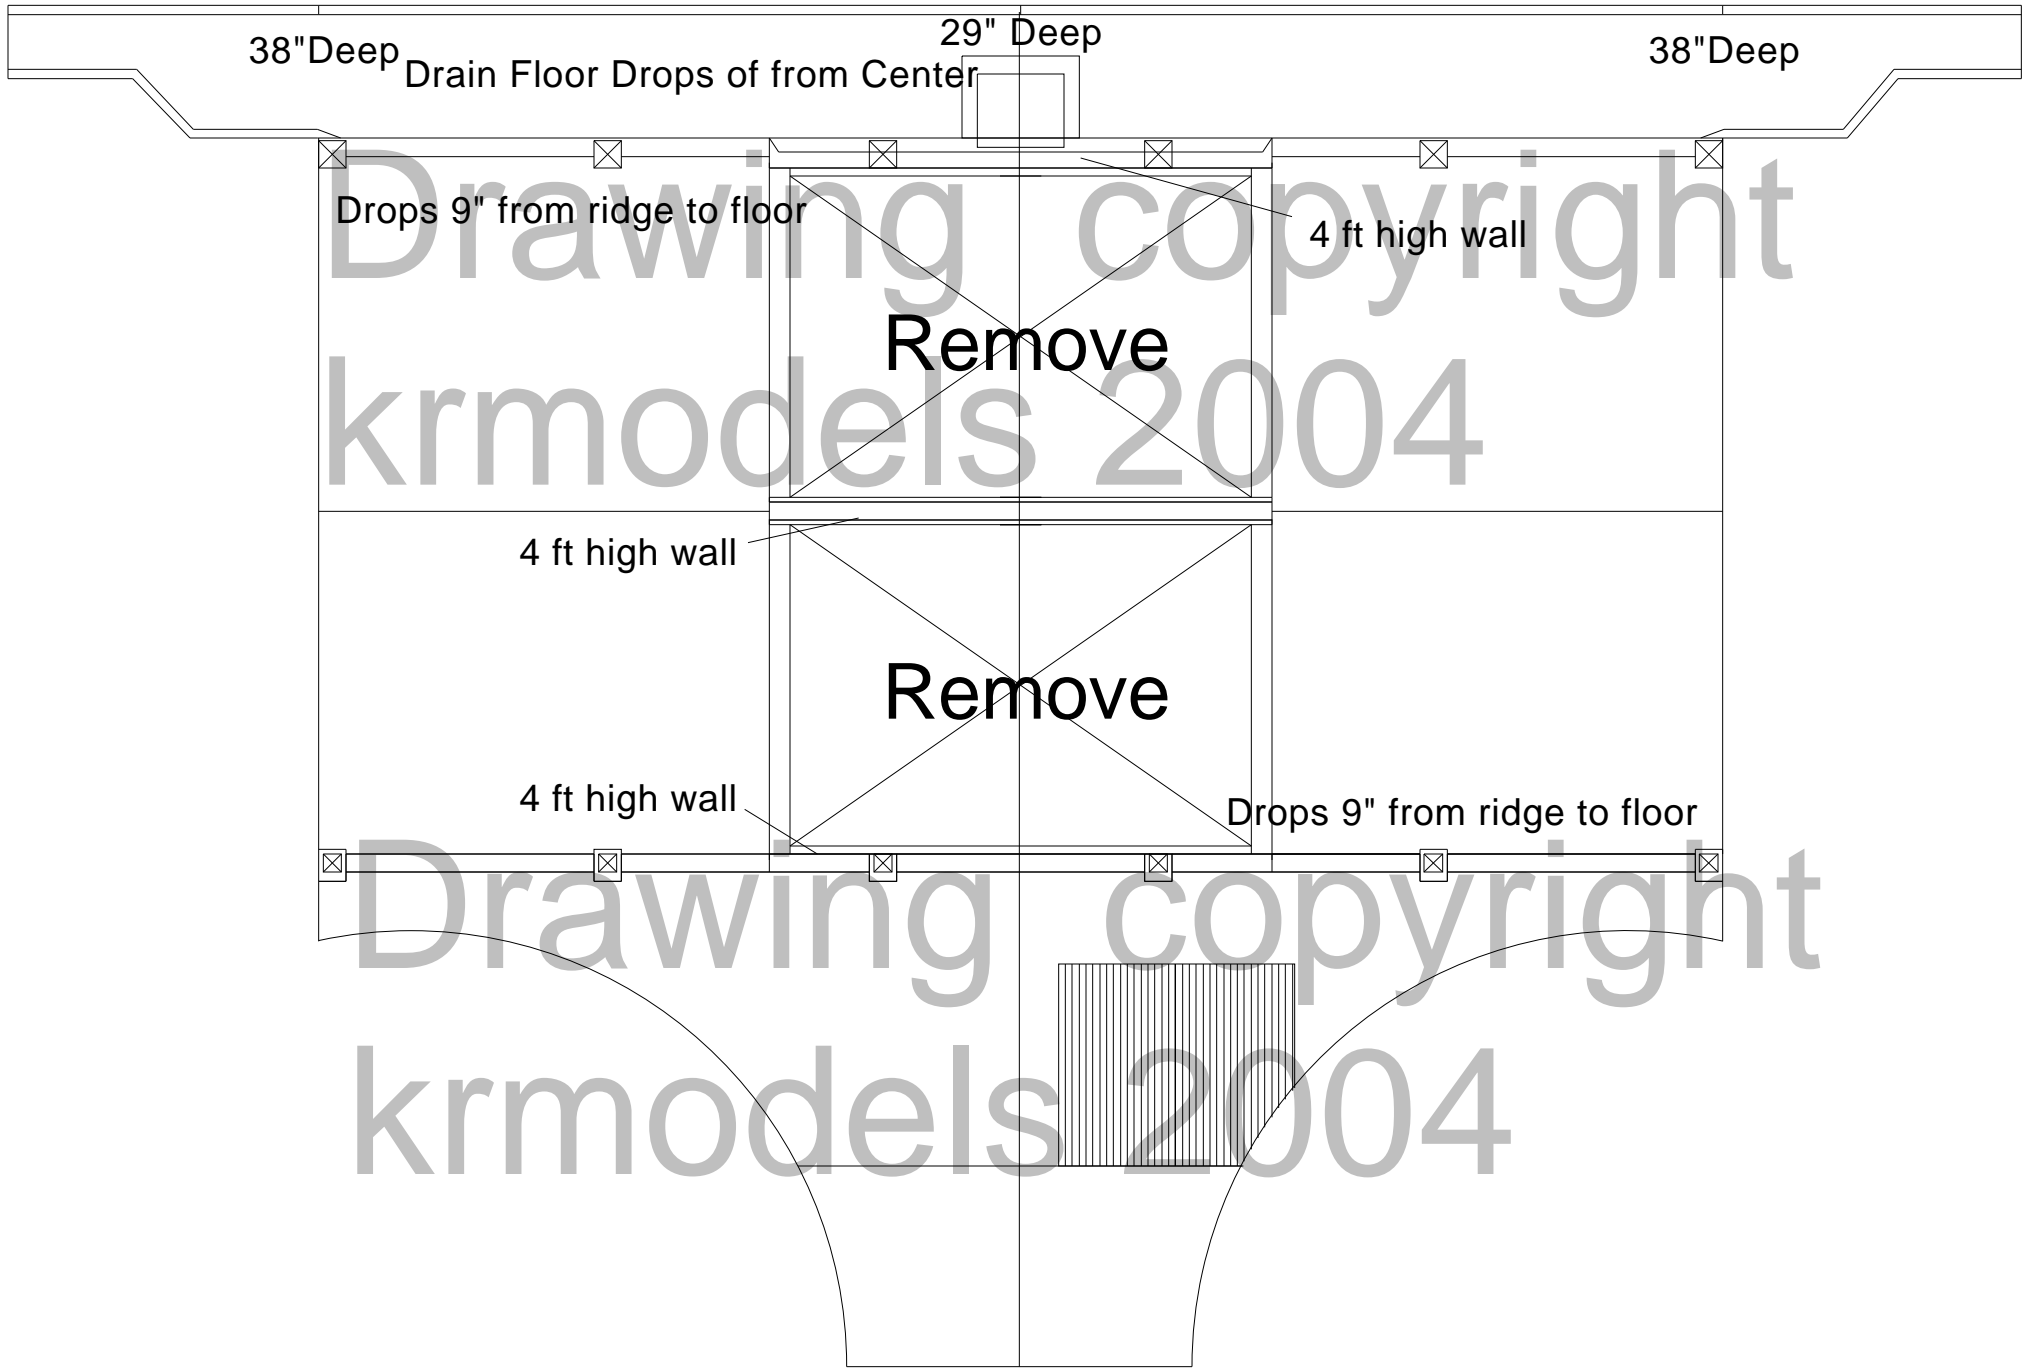 29" Deep
38"Deep
38"Deep
Drain Floor Drops of from Center
Drops 9" from ridge to floor
4 ft high wall
Drawing copyright
Remove
krmodels 2004
4 ft high wall
Remove
4 ft high wall
Drops 9" from ridge to floor
Drawing copyright
krmodels 2004